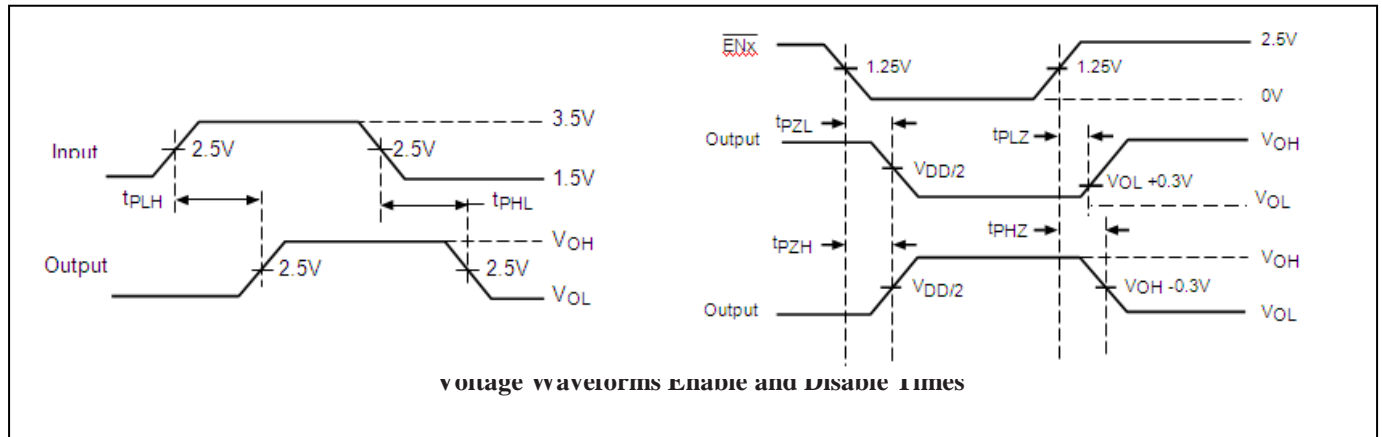 Input
2.5V
2.5V
3.5V
1.5V
tPLH
tPHL
Output
2.5V
2.5V
VOH
VOL
ENx
1.25V
1.25V
2.5V
0V
tPZL
tPLZ
Output
VDD/2
VOL +0.3V
VOH
VOL
tPZH
tPHZ
Output
VDD/2
VOH -0.3V
VOH
VOL
Voltage Waveforms Enable and Disable Times